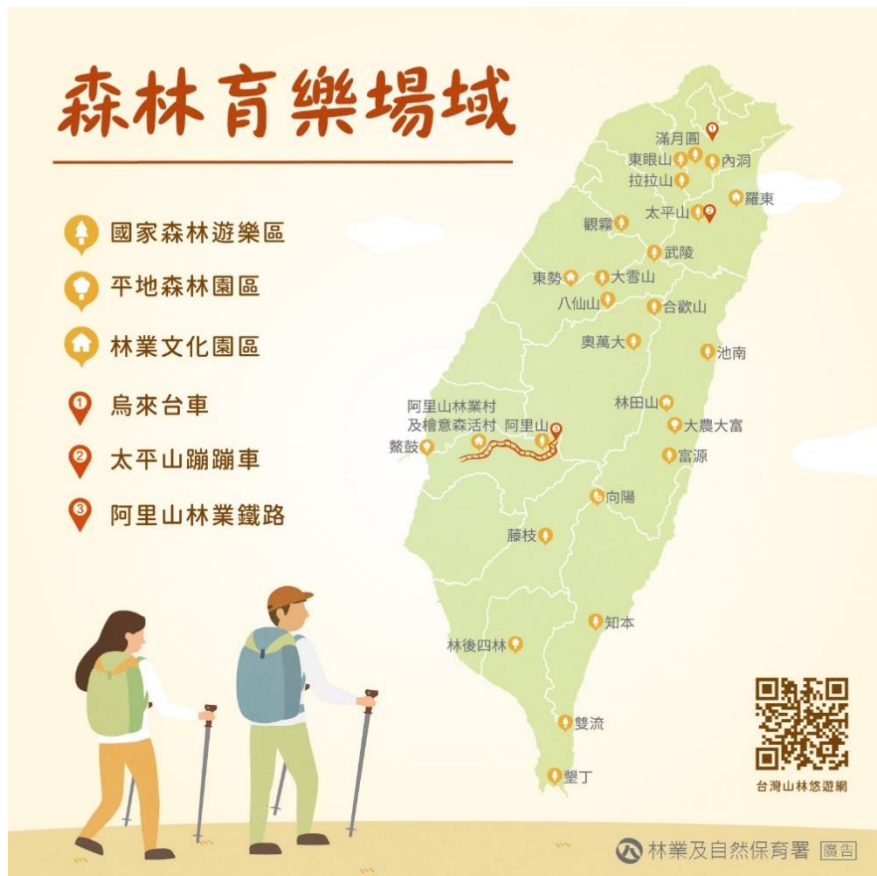 森林育樂場域
國家森林遊樂區
平地森林園區
林業文化園區
1 烏來台車
2 太平山蹦蹦車
3 阿里山林業鐵路
1
滿月圓
東眼山
內洞
拉拉山
羅東
太平山
2
觀霧
武陵
東勢
大雪山
八仙山
合歡山
奧萬大
池南
林田山
阿里山林業村
及檜意森活村
阿里山
3
大農大富
鰲鼓
富源
向陽
藤枝
知本
林後四林
雙流
墾丁
台灣山林悠遊網
林業及自然保育署 廣告